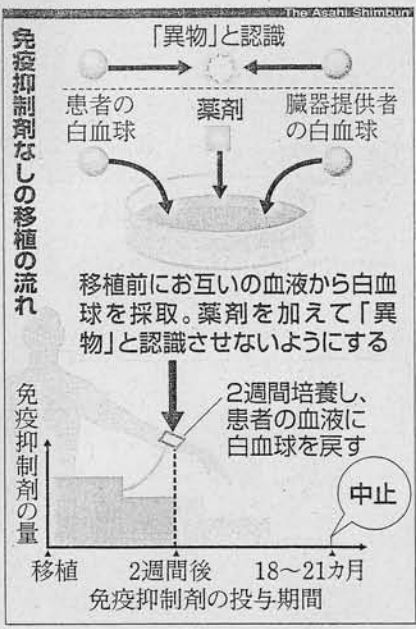 The Asahi Shimbun
免疫抑制剤なしの移植の流れ
「異物」と認識
患者の
白血球
薬剤
臓器提供者
の白血球
移植前にお互いの血液から白血
球を採取。薬剤を加えて「異
物」と認識させないようにする
2週間培養し、
患者の血液に
白血球を戻す
免疫抑制剤の量
中止
移植
2週間後
18〜21カ月
免疫抑制剤の投与期間